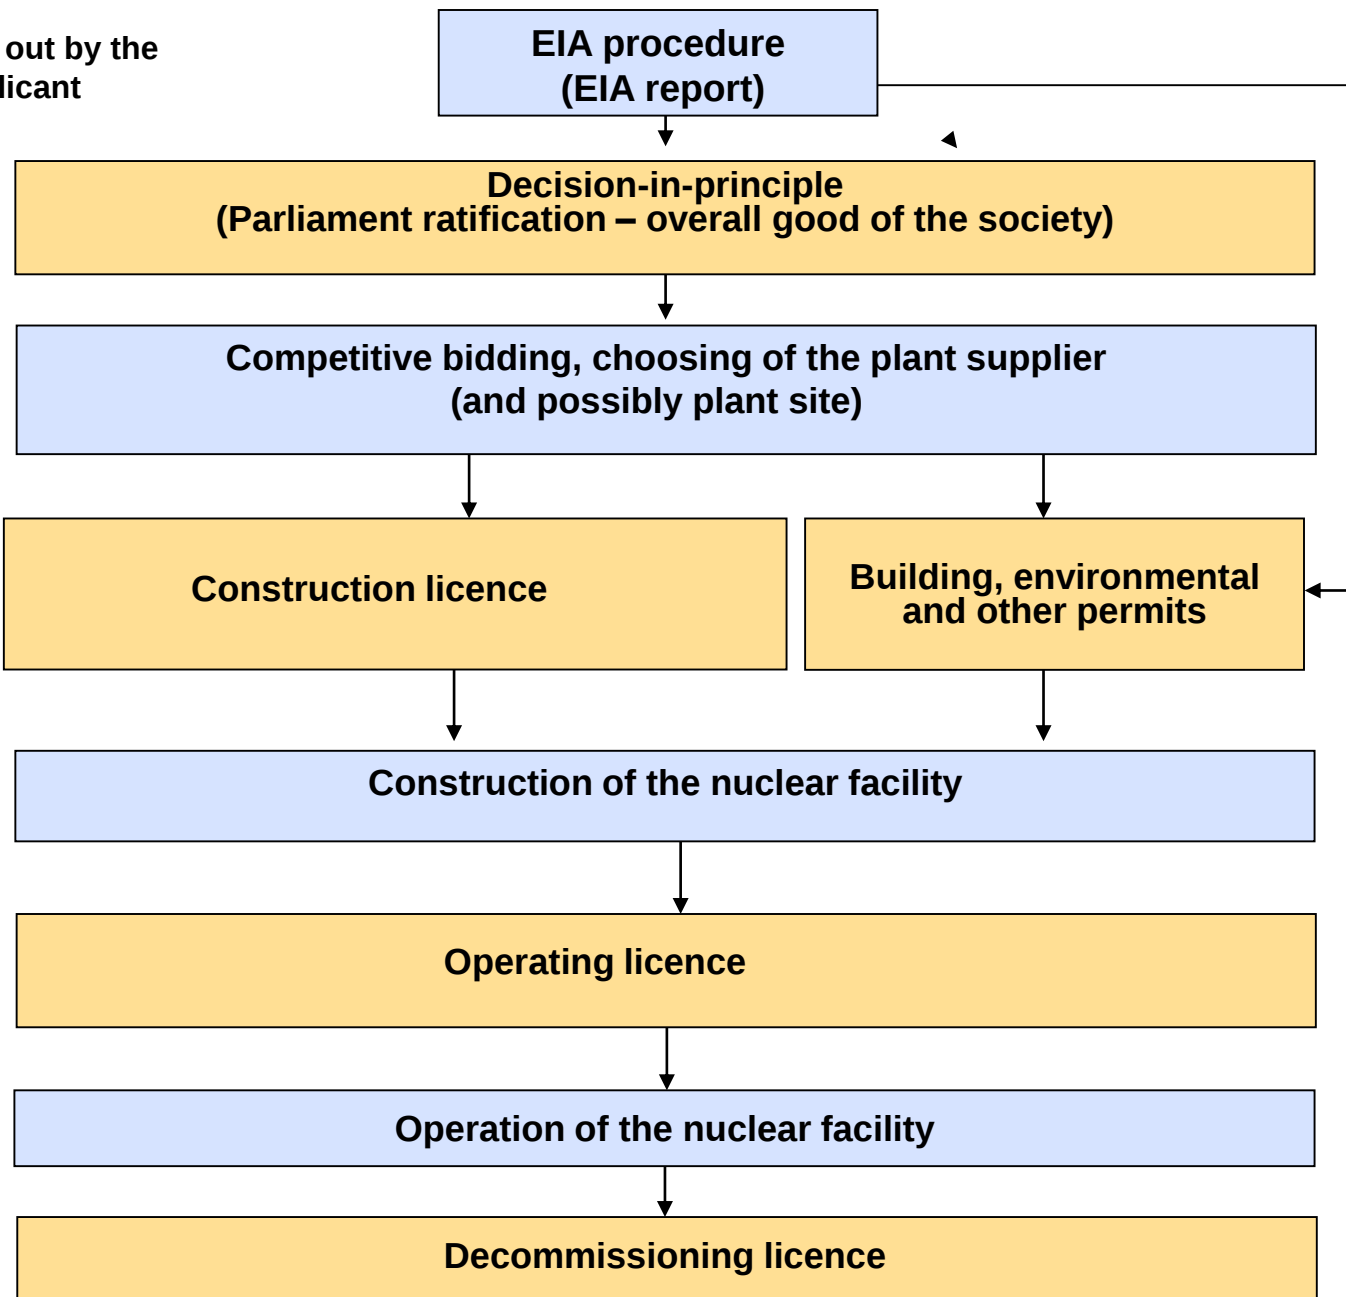 out by the
licant
EIA procedure
(EIA report)
Decision-in-principle
(Parliament ratification – overall good of the society)
Competitive bidding, choosing of the plant supplier
(and possibly plant site)
Construction licence
Building, environmental
and other permits
Construction of the nuclear facility
Operating licence
Operation of the nuclear facility
Decommissioning licence